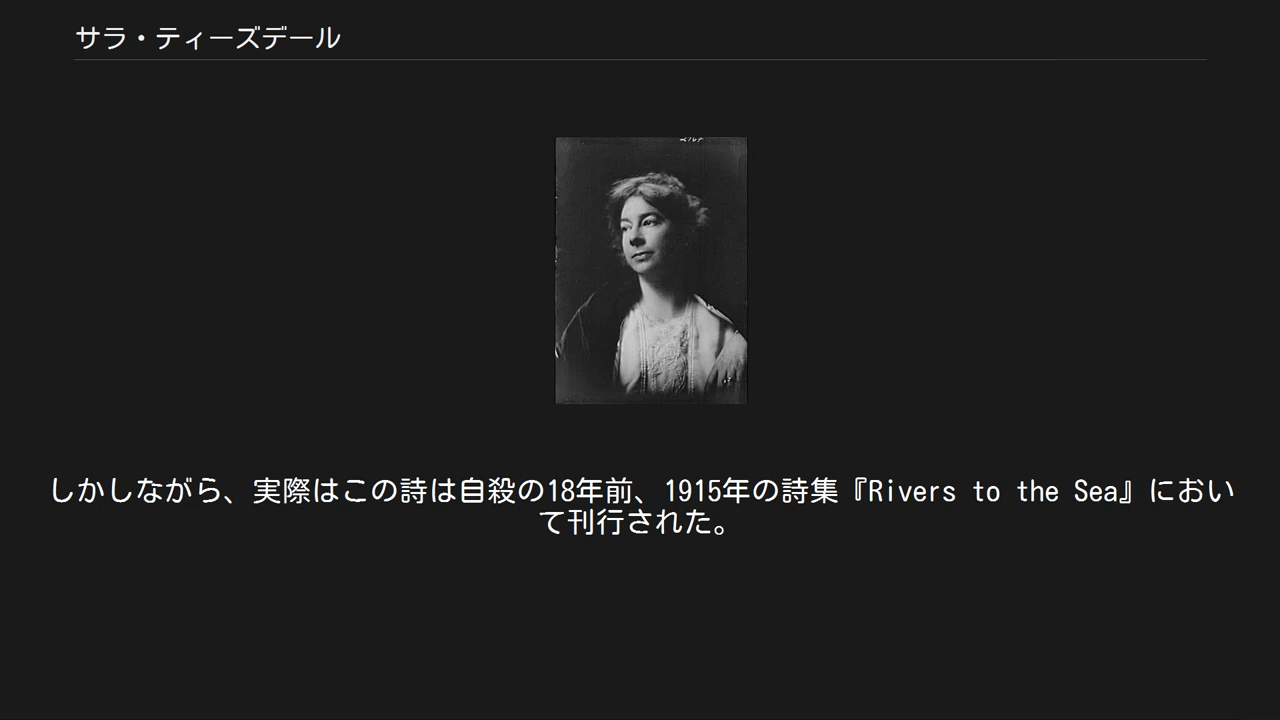 サラ・ティーズデール
しかしながら、実際はこの詩は自殺の18年前、1915年の詩集『Rivers to the Sea』におい
て刊行された。